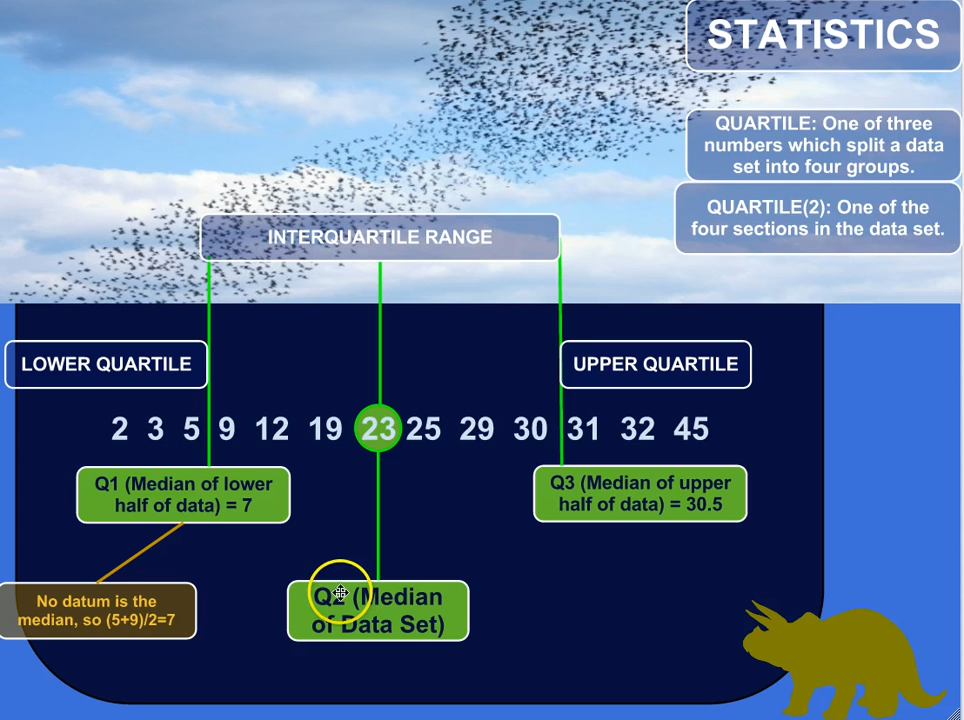 STATISTICS
QUARTILE: One of three
numbers which split a data
set into four groups.
QUARTILE(2): One of the
four sections in the data set.
INTERQUARTILE RANGE
LOWER QUARTILE
UPPER QUARTILE
2 3 5 9 12 19 23 25 29 30 31 32 45
Q1 (Median of lower
half of data) = 7
Q3 (Median of upper
half of data) = 30.5
No datum is the
median, so (5+9)/2=7
Q2 (Median
of Data Set)